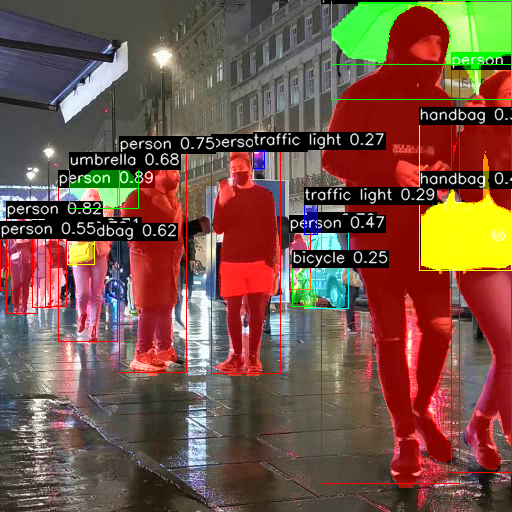 person
handbag 0.
person 0.75
perso
traffic light 0.27
umbrella 0.68
person 0.89
handbag 0.4
traffic light 0.29
person 0.82
person 0.47
person 0.55
dbag 0.62
bicycle 0.25